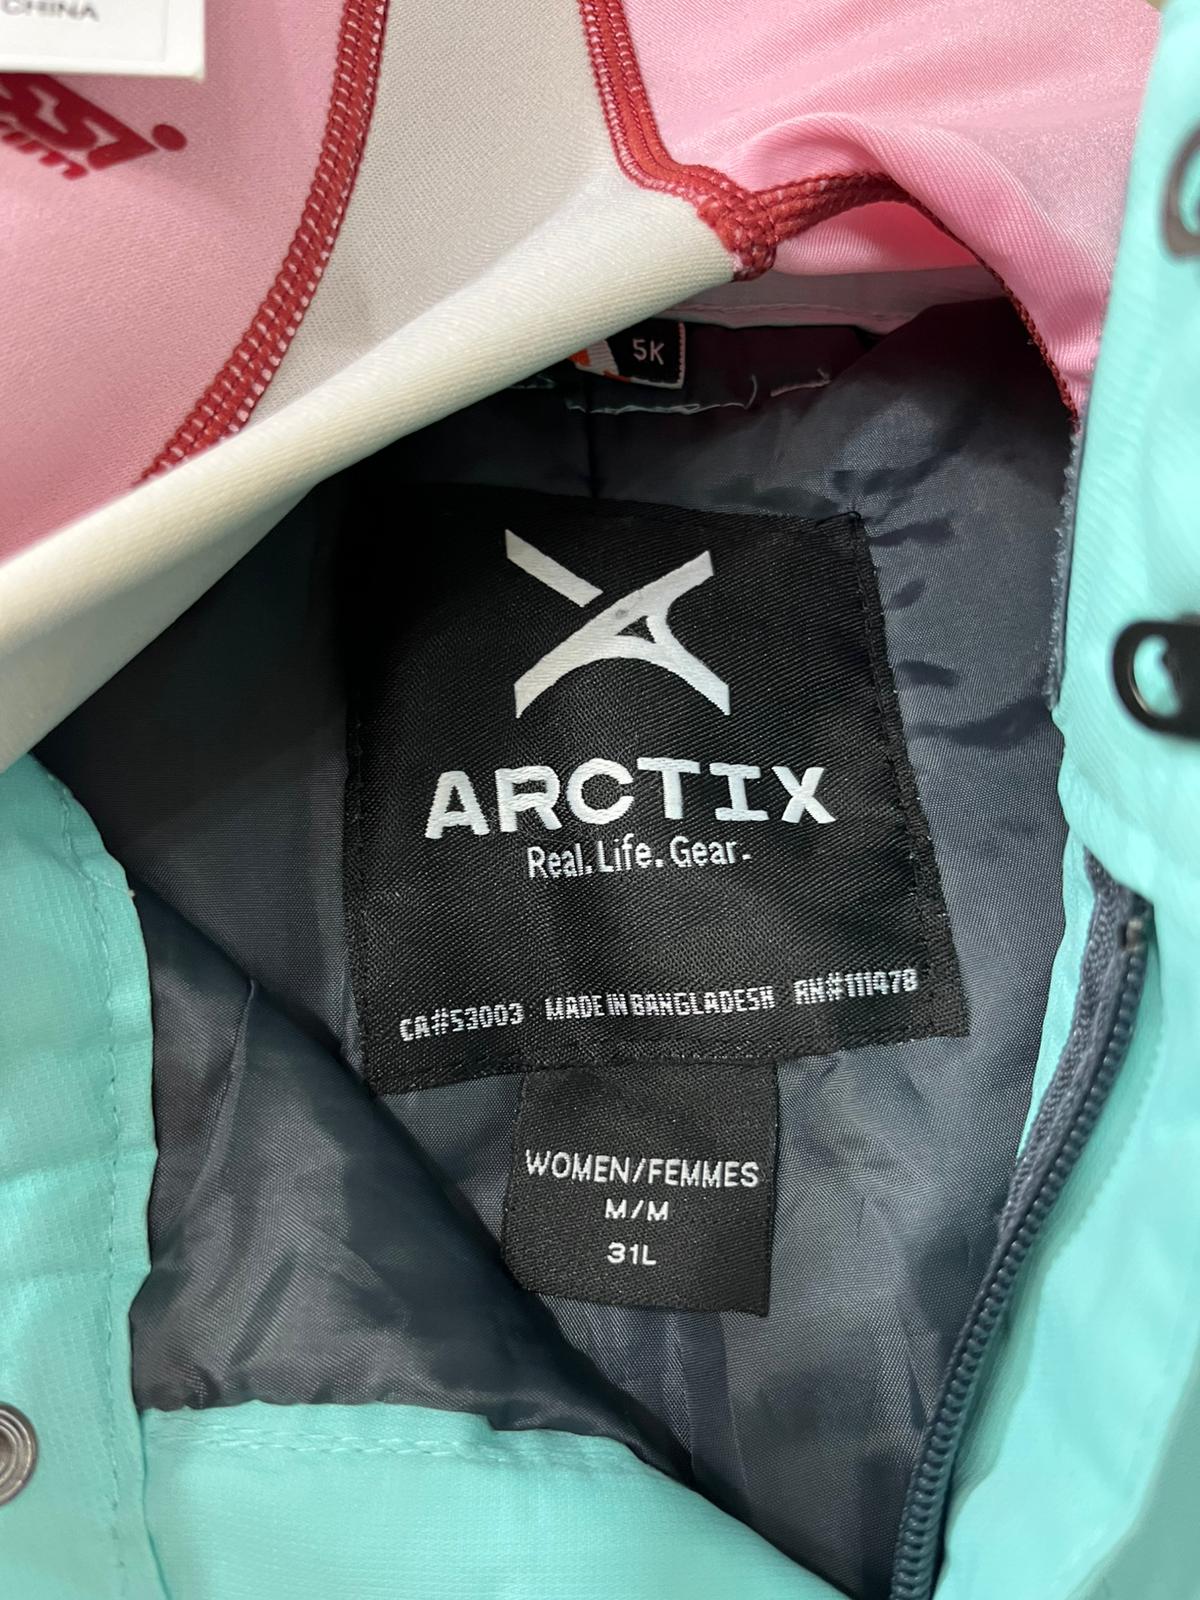 CHINA
5K
ARCTIX
Real. Life. Gear.
CA#53003 MADE IN BANGLADESH RN#111478
WOMEN/FEMMES
M/M
31L